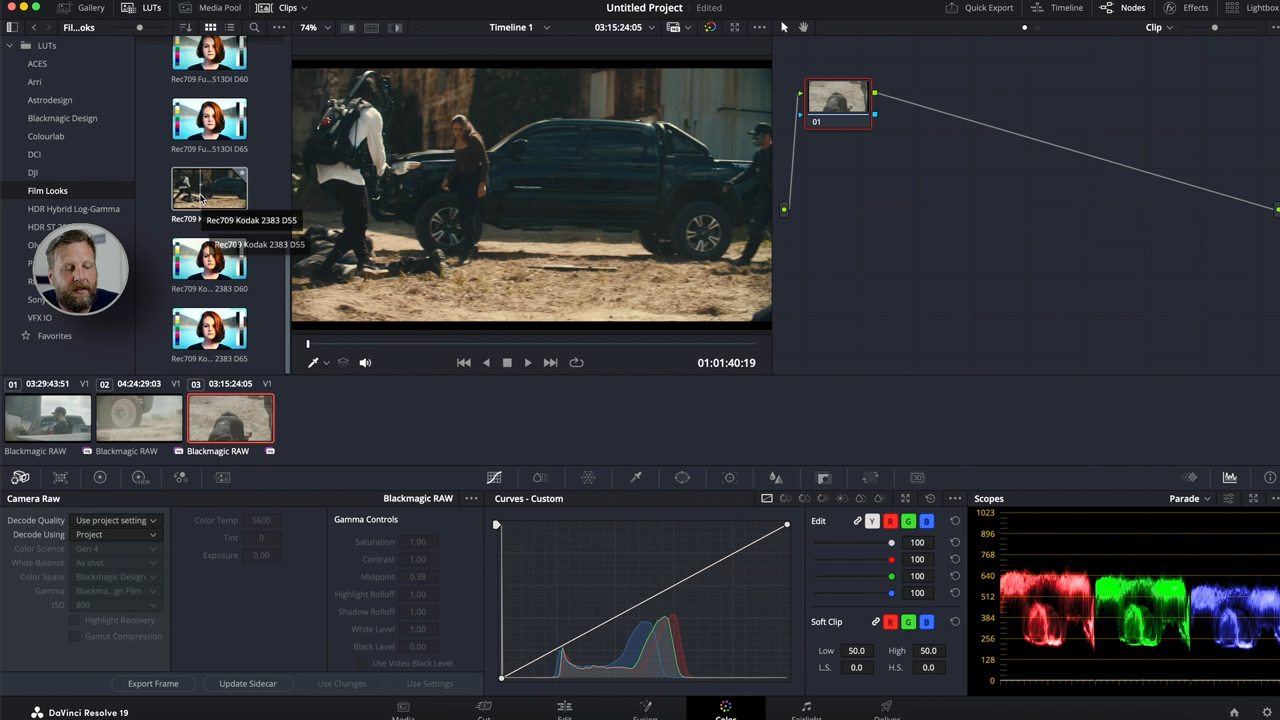 Gallery LUTs Media Pool Clips Untitled Project Edited Quick Export Timeline Nodes Effects Lightbox
Fil...oks 74% Timeline 1 03:15:24:05 Clip
LUTs
ACES
Arri
Astrodesign
Blackmagic Design
Colourlab
DCI
DJI
Film Looks
HDR Hybrid Log-Gamma
HDR ST
Sony
VFX IO
Favorites
Rec709 Fu...513DI D60
Rec709 Fu...513DI D65
Rec709 K
Rec709 Kodak 2383 D55
Rec709 Kodak 2383 D55
Rec709 Ko... 2383 D60
Rec709 Ko... 2383 D65
01
01:01:40:19
01 03:29:43:51 V1 02 04:24:29:03 V1 03 03:15:24:05 V1
Blackmagic RAW Blackmagic RAW Blackmagic RAW
Camera Raw Blackmagic RAW
Decode Quality Use project setting
Decode Using Project
Color Science Gen 4
White Balance As shot
Color Space Blackmagic Design
Gamma Blackma...gn Film
ISO 800
Highlight Recovery
Gamut Compression
Color Temp 5600
Tint 0
Exposure 0.00
Gamma Controls
Saturation 1.00
Contrast 1.00
Midpoint 0.38
Highlight Rolloff 1.00
Shadow Rolloff 1.00
White Level 1.00
Black Level 0.00
Use Video Black Level
Export Frame Update Sidecar Use Changes Use Settings
Curves - Custom
Edit Y R G B
100
100
100
100
Soft Clip R G B
Low 50.0 High 50.0
L.S. 0.0 H.S. 0.0
Scopes Parade
1023
896
768
640
512
384
256
128
0
DaVinci Resolve 19 Media Cut Edit Fusion Color Fairlight Deliver